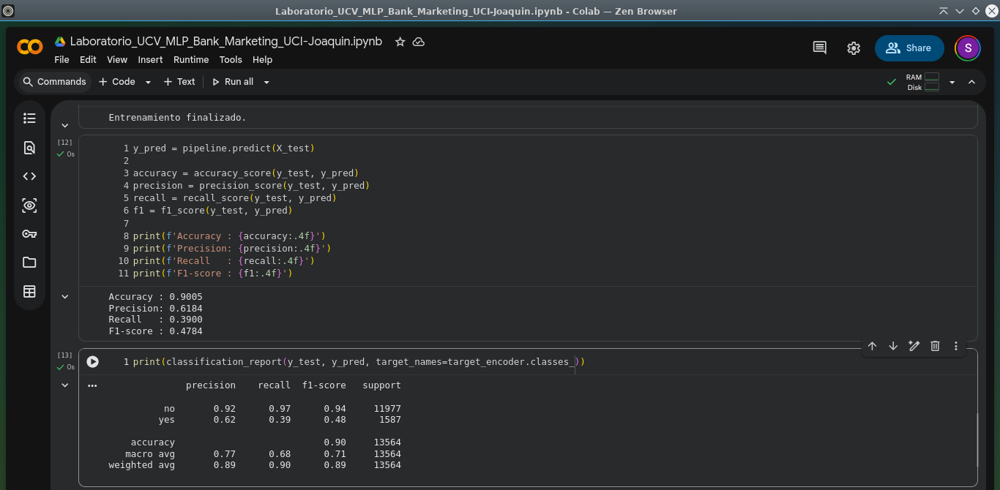 Laboratorio_UCV_MLP_Bank_Marketing_UCI-Joaquin.ipynb - Colab — Zen Browser
Laboratorio_UCV_MLP_Bank_Marketing_UCI-Joaquin.ipynb
File Edit View Insert Runtime Tools Help
Share
S
Commands + Code + Text Run all
RAM
Disk
Entrenamiento finalizado.
[12]
0s
1 y_pred = pipeline.predict(X_test)
2
3 accuracy = accuracy_score(y_test, y_pred)
4 precision = precision_score(y_test, y_pred)
5 recall = recall_score(y_test, y_pred)
6 f1 = f1_score(y_test, y_pred)
7
8 print(f'Accuracy : {accuracy:.4f}')
9 print(f'Precision: {precision:.4f}')
10 print(f'Recall   : {recall:.4f}')
11 print(f'F1-score : {f1:.4f}')
Accuracy : 0.9005
Precision: 0.6184
Recall   : 0.3900
F1-score : 0.4784
[13]
0s
1 print(classification_report(y_test, y_pred, target_names=target_encoder.classes_))
precision recall f1-score support
no 0.92 0.97 0.94 11977
yes 0.62 0.39 0.48 1587
accuracy 0.90 13564
macro avg 0.77 0.68 0.71 13564
weighted avg 0.89 0.90 0.89 13564